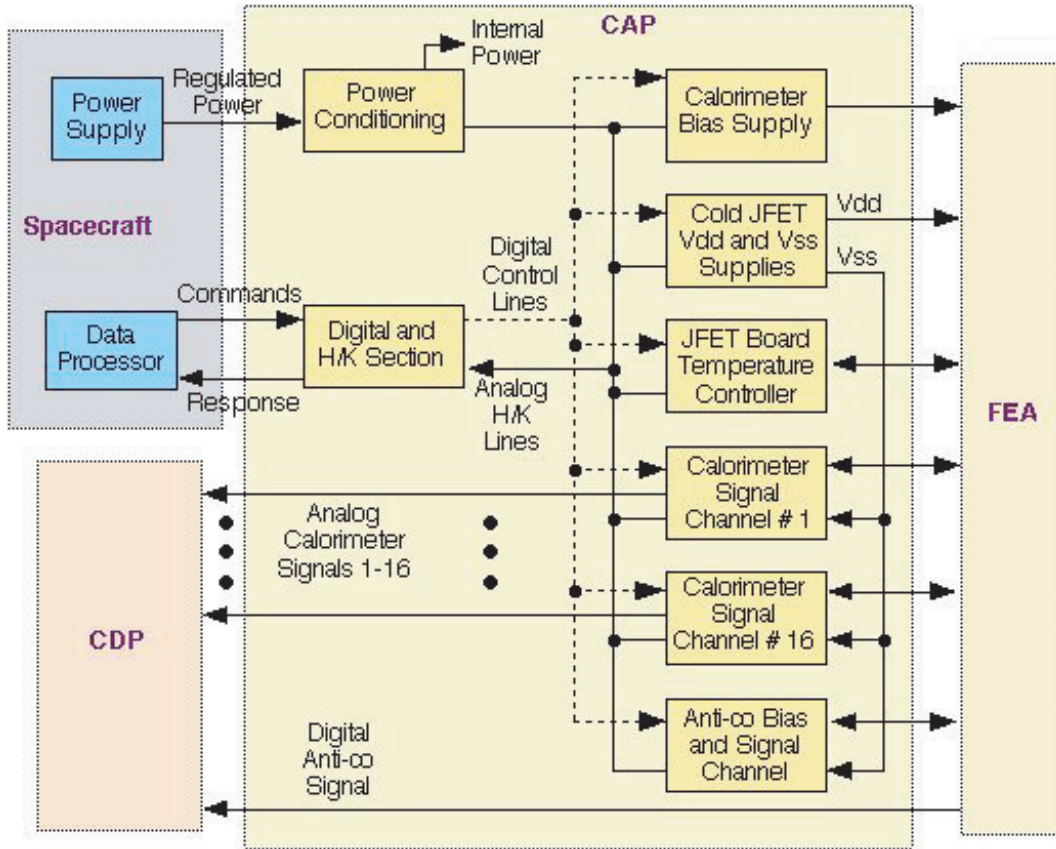 CAP
Internal
Power
Regulated
Power
Power
Supply
Power
Conditioning
Calorimeter
Bias Supply
Spacecraft
Cold JFET
Vdd and Vss
Supplies
Vdd
Vss
Digital
Control
Lines
Commands
Data
Processor
Digital and
H/K Section
Response
Analog
H/K
Lines
JFET Board
Temperature
Controller
FEA
Calorimeter
Signal
Channel # 1
Analog
Calorimeter
Signals 1-16
CDP
Calorimeter
Signal
Channel # 16
Digital
Anti-co
Signal
Anti-co Bias
and Signal
Channel